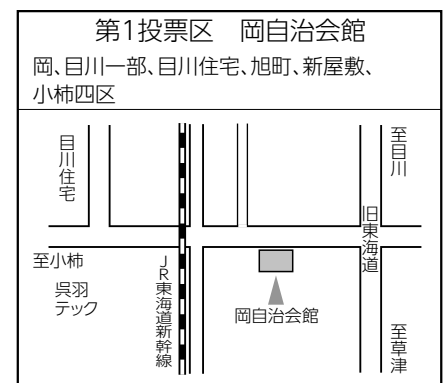 第1投票区　岡自治会館
岡、目川一部、目川住宅、旭町、新屋敷、
小柿四区
目川住宅
至目川
旧東海道
至小柿
呉羽
テック
JR東海道新幹線
岡自治会館
至草津